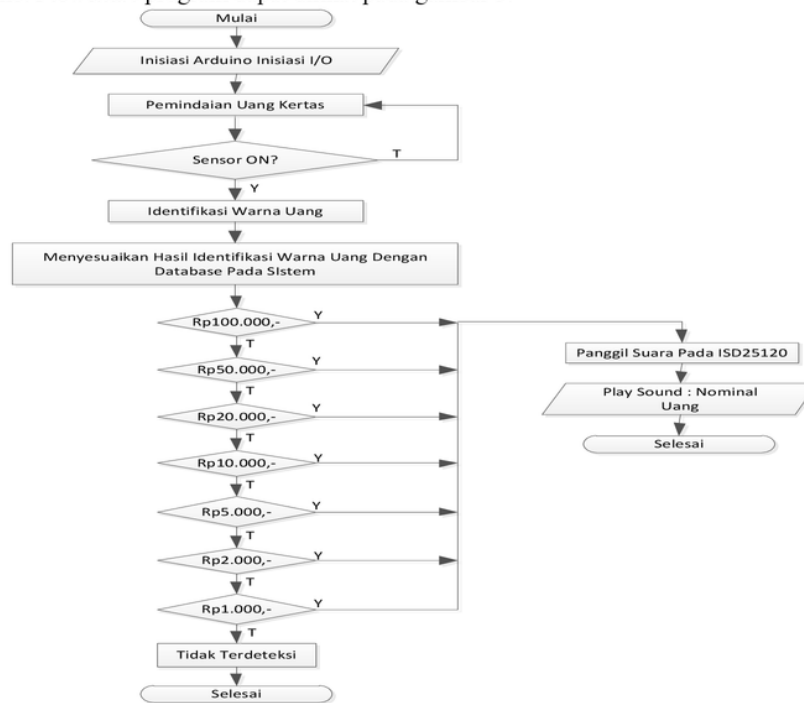 Mulai
Inisiasi Arduino Inisiasi I/O
Pemindaian Uang Kertas
Sensor ON?
T
Y
Identifikasi Warna Uang
Menyesuaikan Hasil Identifikasi Warna Uang Dengan
Database Pada SIstem
Rp100.000,-
Y
T
Rp50.000,-
Y
T
Rp20.000,-
Y
T
Rp10.000,-
Y
T
Rp5.000,-
Y
T
Rp2.000,-
Y
T
Rp1.000,-
Y
T
Tidak Terdeteksi
Selesai
Panggil Suara Pada ISD25120
Play Sound : Nominal
Uang
Selesai